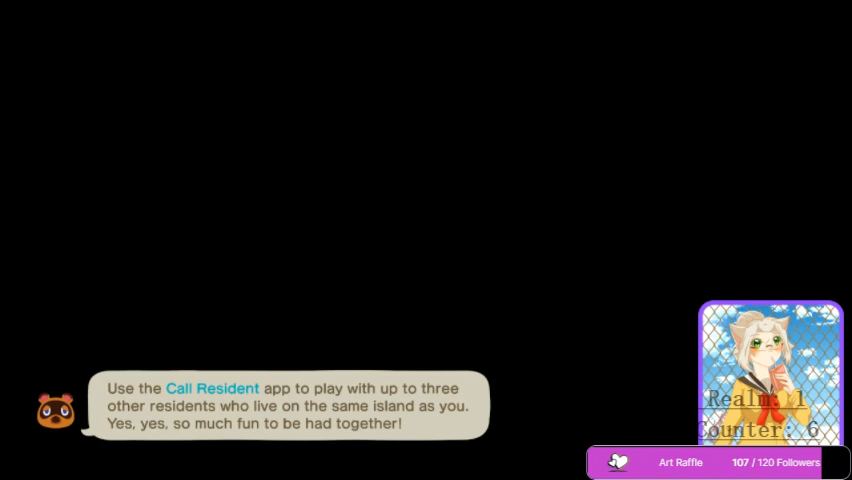 Use the Call Resident app to play with up to three
other residents who live on the same island as you.
Yes, yes, so much fun to be had together!
Realm: 1
Counter: 6
Art Raffle 107 / 120 Followers